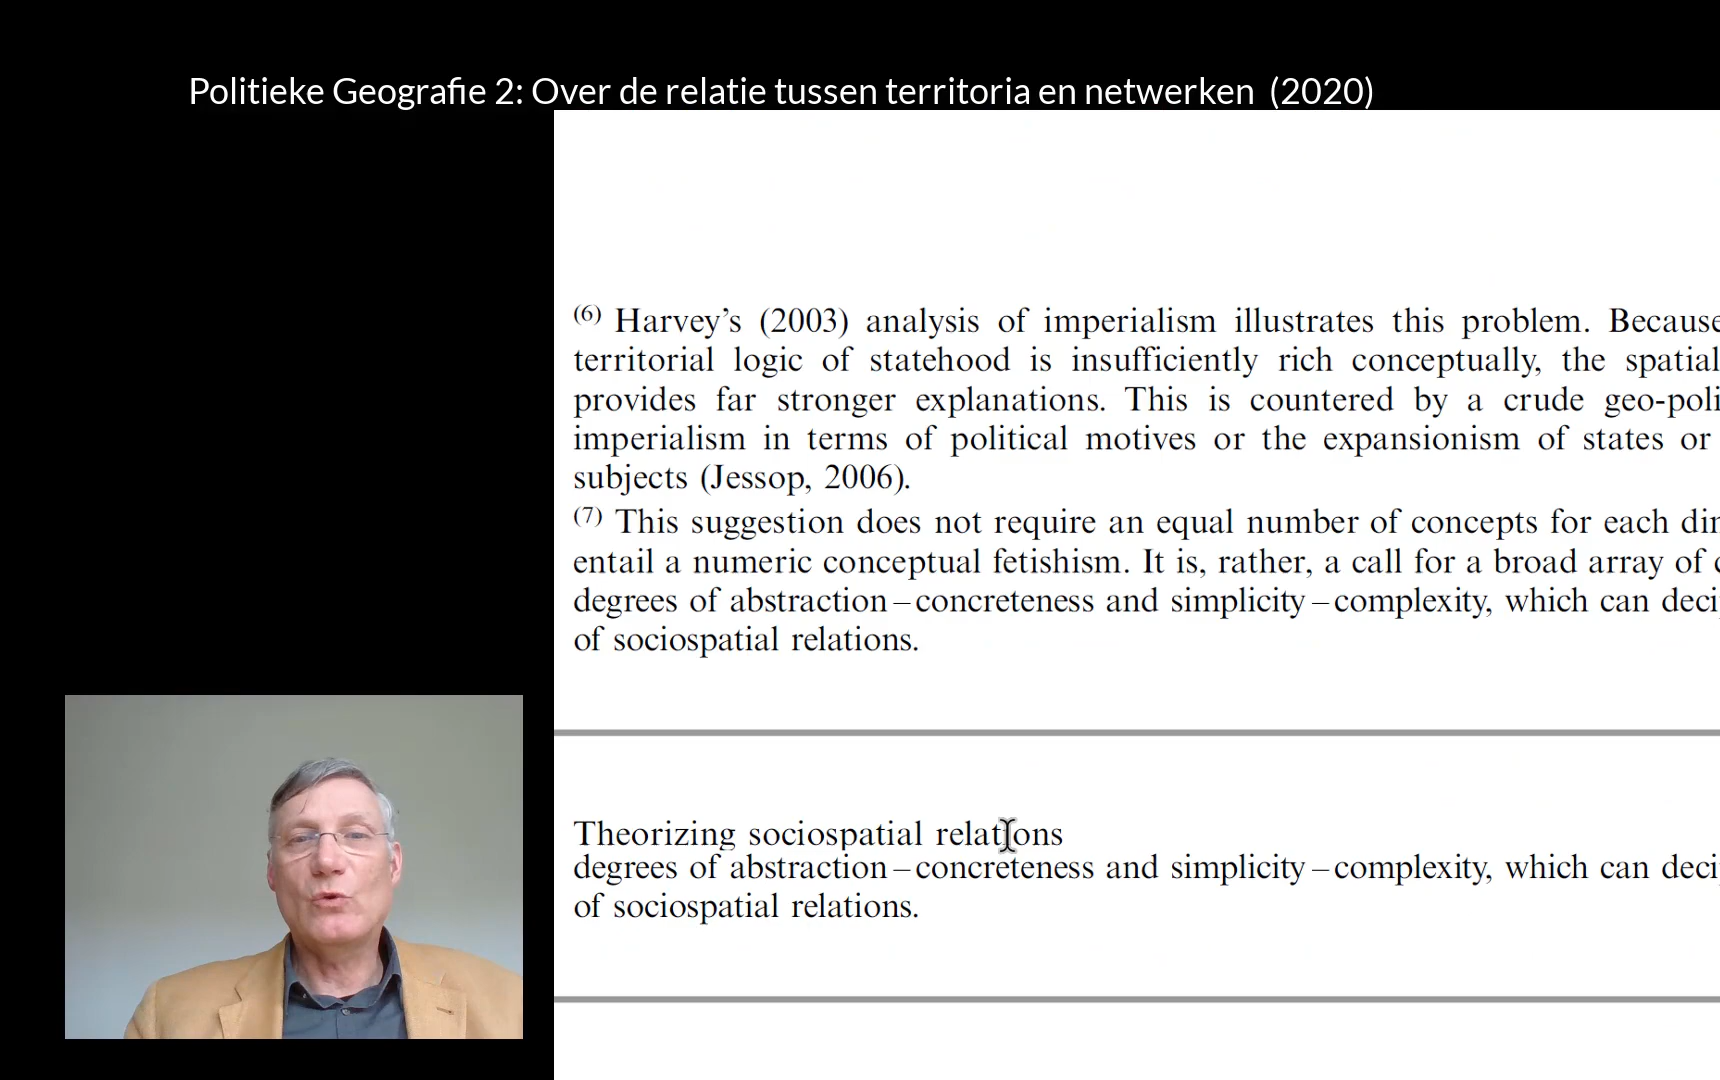 Politieke Geografie 2: Over de relatie tussen territoria en netwerken (2020)
(6) Harvey's (2003) analysis of imperialism illustrates this problem. Because
territorial logic of statehood is insufficiently rich conceptually, the spatial
provides far stronger explanations. This is countered by a crude geo-poli
imperialism in terms of political motives or the expansionism of states or
subjects (Jessop, 2006).
(7) This suggestion does not require an equal number of concepts for each dim
entail a numeric conceptual fetishism. It is, rather, a call for a broad array of c
degrees of abstraction – concreteness and simplicity – complexity, which can deci
of sociospatial relations.
Theorizing sociospatial relations
degrees of abstraction – concreteness and simplicity – complexity, which can deci
of sociospatial relations.